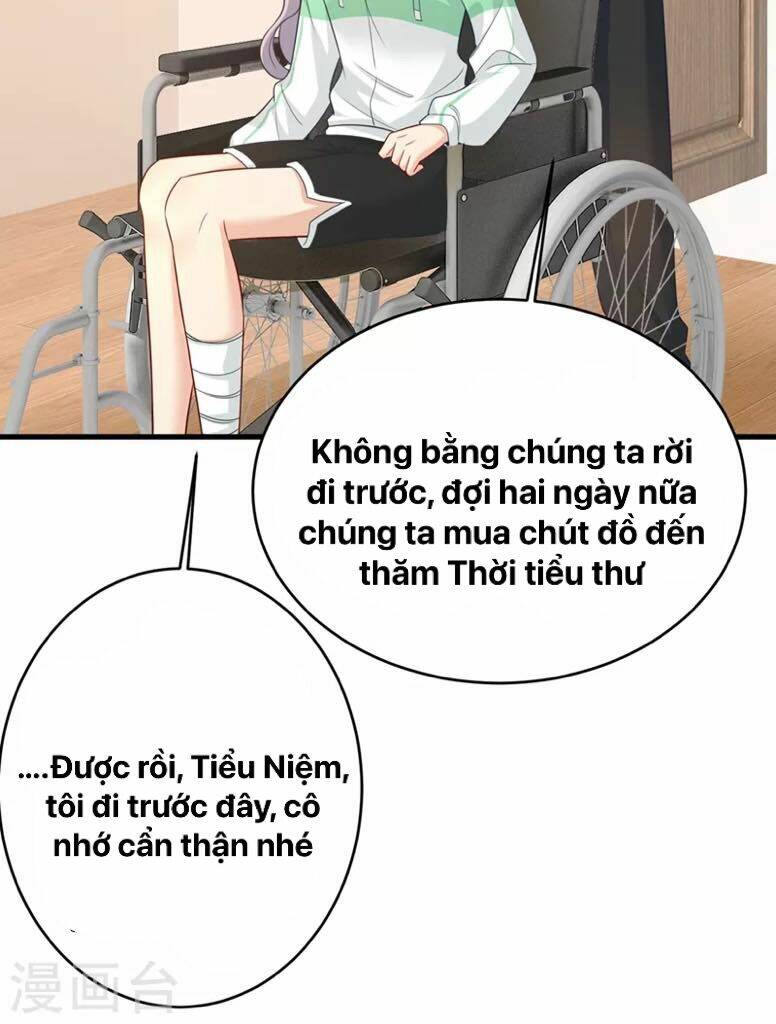 Không bằng chúng ta rời
đi trước, đợi hai ngày nữa
chúng ta mua chút đồ đến
thăm Thời tiểu thư
....Được rồi, Tiểu Niệm,
tôi đi trước đây, cô
nhớ cẩn thận nhé
漫画台